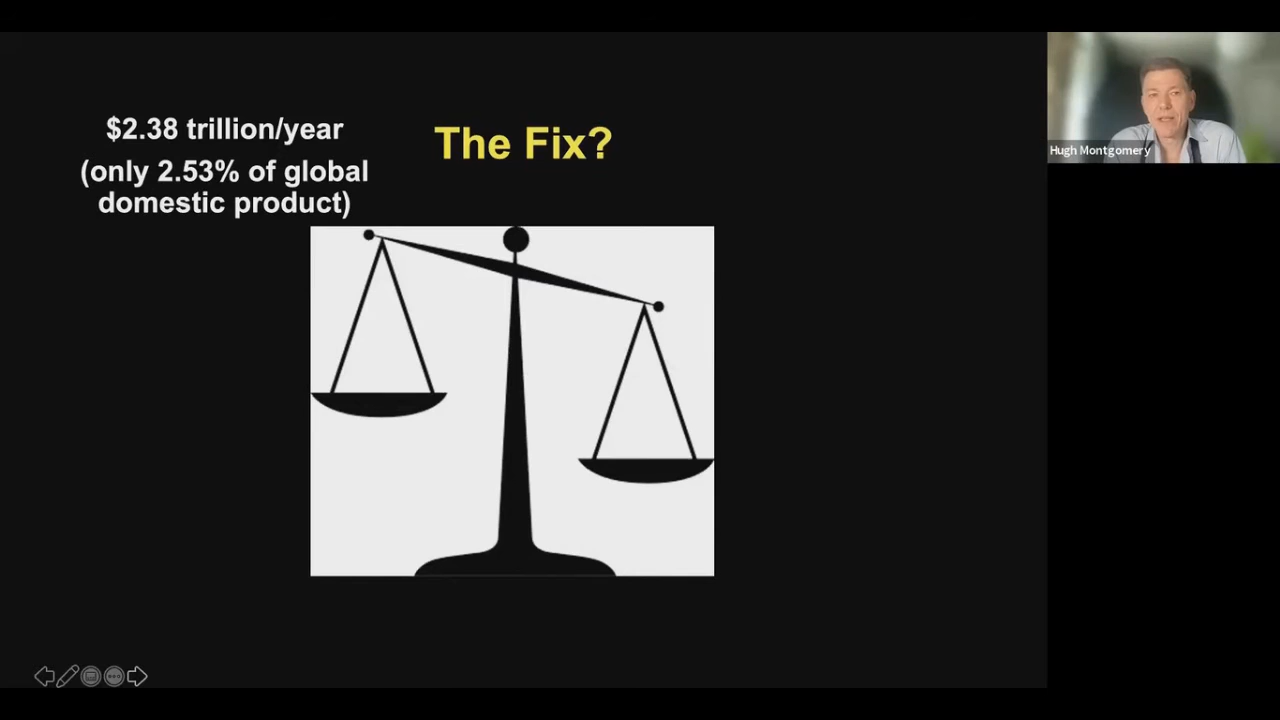 $2.38 trillion/year
(only 2.53% of global
domestic product)
The Fix?
Hugh Montgomery